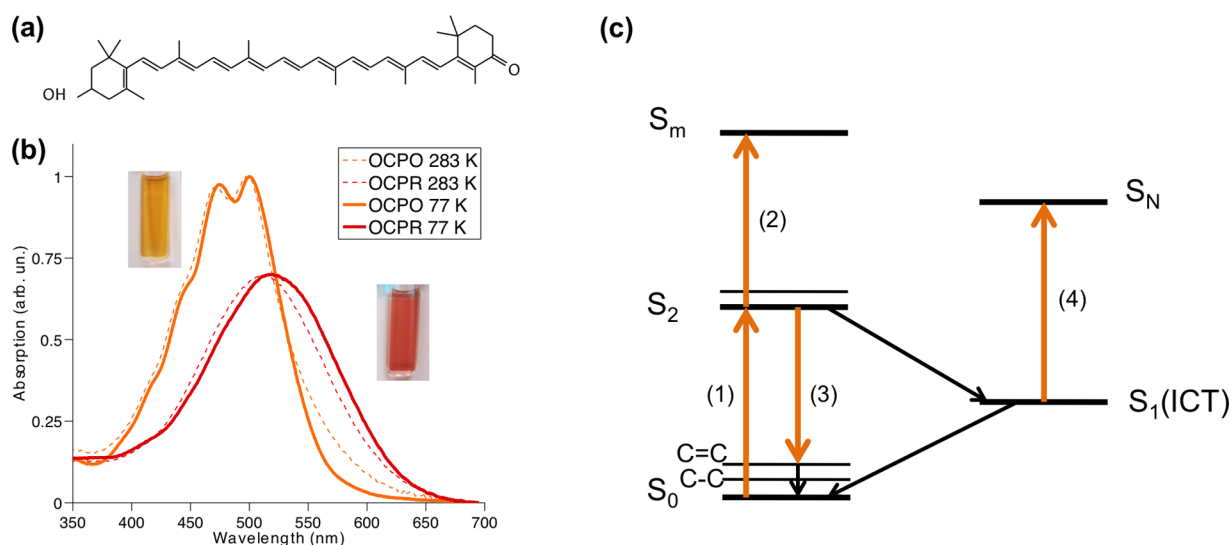 (a)
OH
O
(b)
Absorption (arb. un.)
1
0.75
0.5
0.25
0
350 400 450 500 550 600 650 700
Wavelength (nm)
OCPO 283 K
OCPR 283 K
OCPO 77 K
OCPR 77 K
(c)
Sm
SN
(2)
S2
(4)
(1)
(3)
S1(ICT)
C=C
C-C
S0